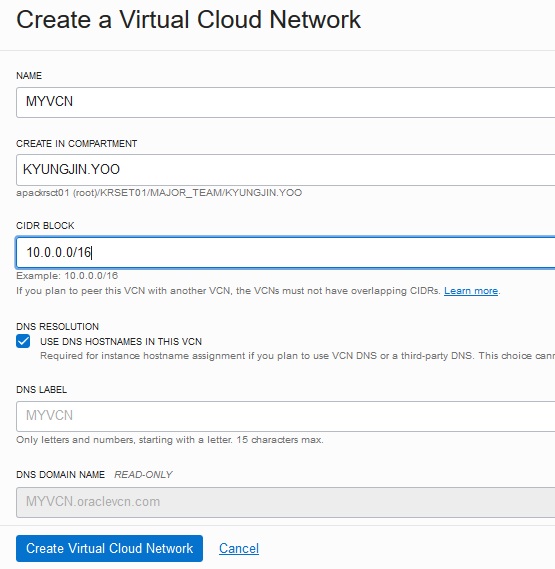 Create a Virtual Cloud Network
NAME
MYVCN
CREATE IN COMPARTMENT
KYUNGJIN.YOO
apackrsct01 (root)/KRSET01/MAJOR_TEAM/KYUNGJIN.YOO
CIDR BLOCK
10.0.0.0/16
Example: 10.0.0.0/16
If you plan to peer this VCN with another VCN, the VCNs must not have overlapping CIDRs. Learn more.
DNS RESOLUTION
USE DNS HOSTNAMES IN THIS VCN
Required for instance hostname assignment if you plan to use VCN DNS or a third-party DNS. This choice
DNS LABEL
MYVCN
Only letters and numbers, starting with a letter. 15 characters max.
DNS DOMAIN NAME READ-ONLY
MYVCN.oraclevcn.com
Create Virtual Cloud Network Cancel